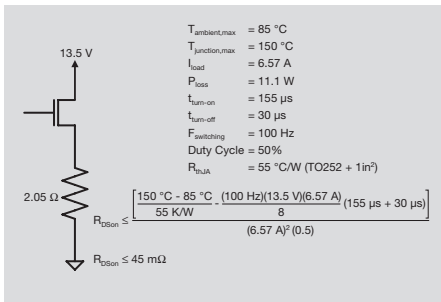 T_ambient,max = 85 °C
T_junction,max = 150 °C
I_load = 6.57 A
P_loss = 11.1 W
t_turn-on = 155 µs
t_turn-off = 30 µs
F_switching = 100 Hz
Duty Cycle = 50%
R_thJA = 55 °C/W (TO252 + 1in²)
13.5 V
2.05 Ω
R_DSon ≤ [ (150 °C - 85 °C) / (55 K/W) - (100 Hz)(13.5 V)(6.57 A) / 8 (155 µs + 30 µs) ] / (6.57 A)² (0.5)
R_DSon ≤ 45 mΩ